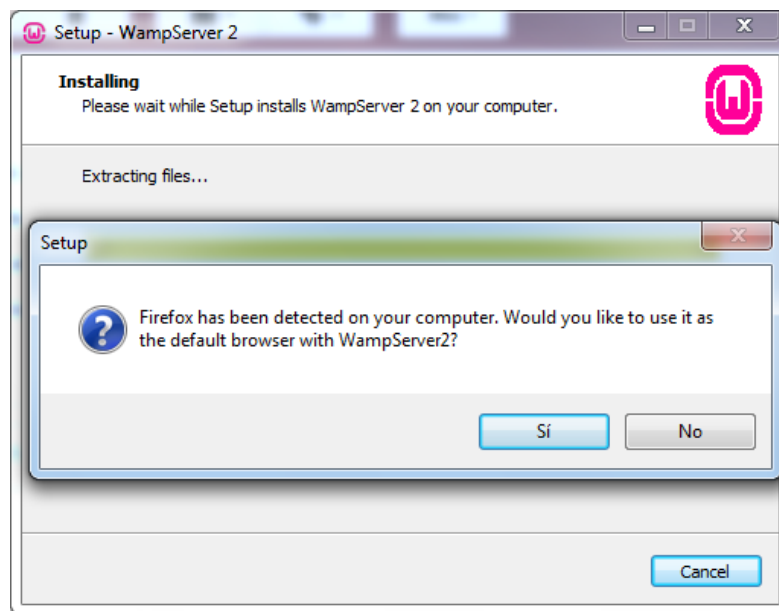 Setup - WampServer 2
Installing
Please wait while Setup installs WampServer 2 on your computer.
Extracting files...
Setup
Firefox has been detected on your computer. Would you like to use it as
the default browser with WampServer2?
Sí
No
Cancel